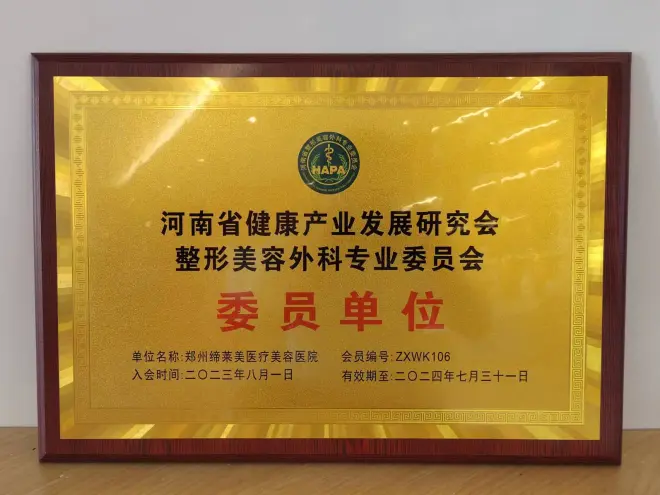 HAPA
河南省健康产业发展研究会
整形美容外科专业委员会
委员单位
单位名称:郑州缔莱美医疗美容医院 会员编号:ZXWK106
入会时间:二〇二三年八月一日 有效期至:二〇二四年七月三十一日